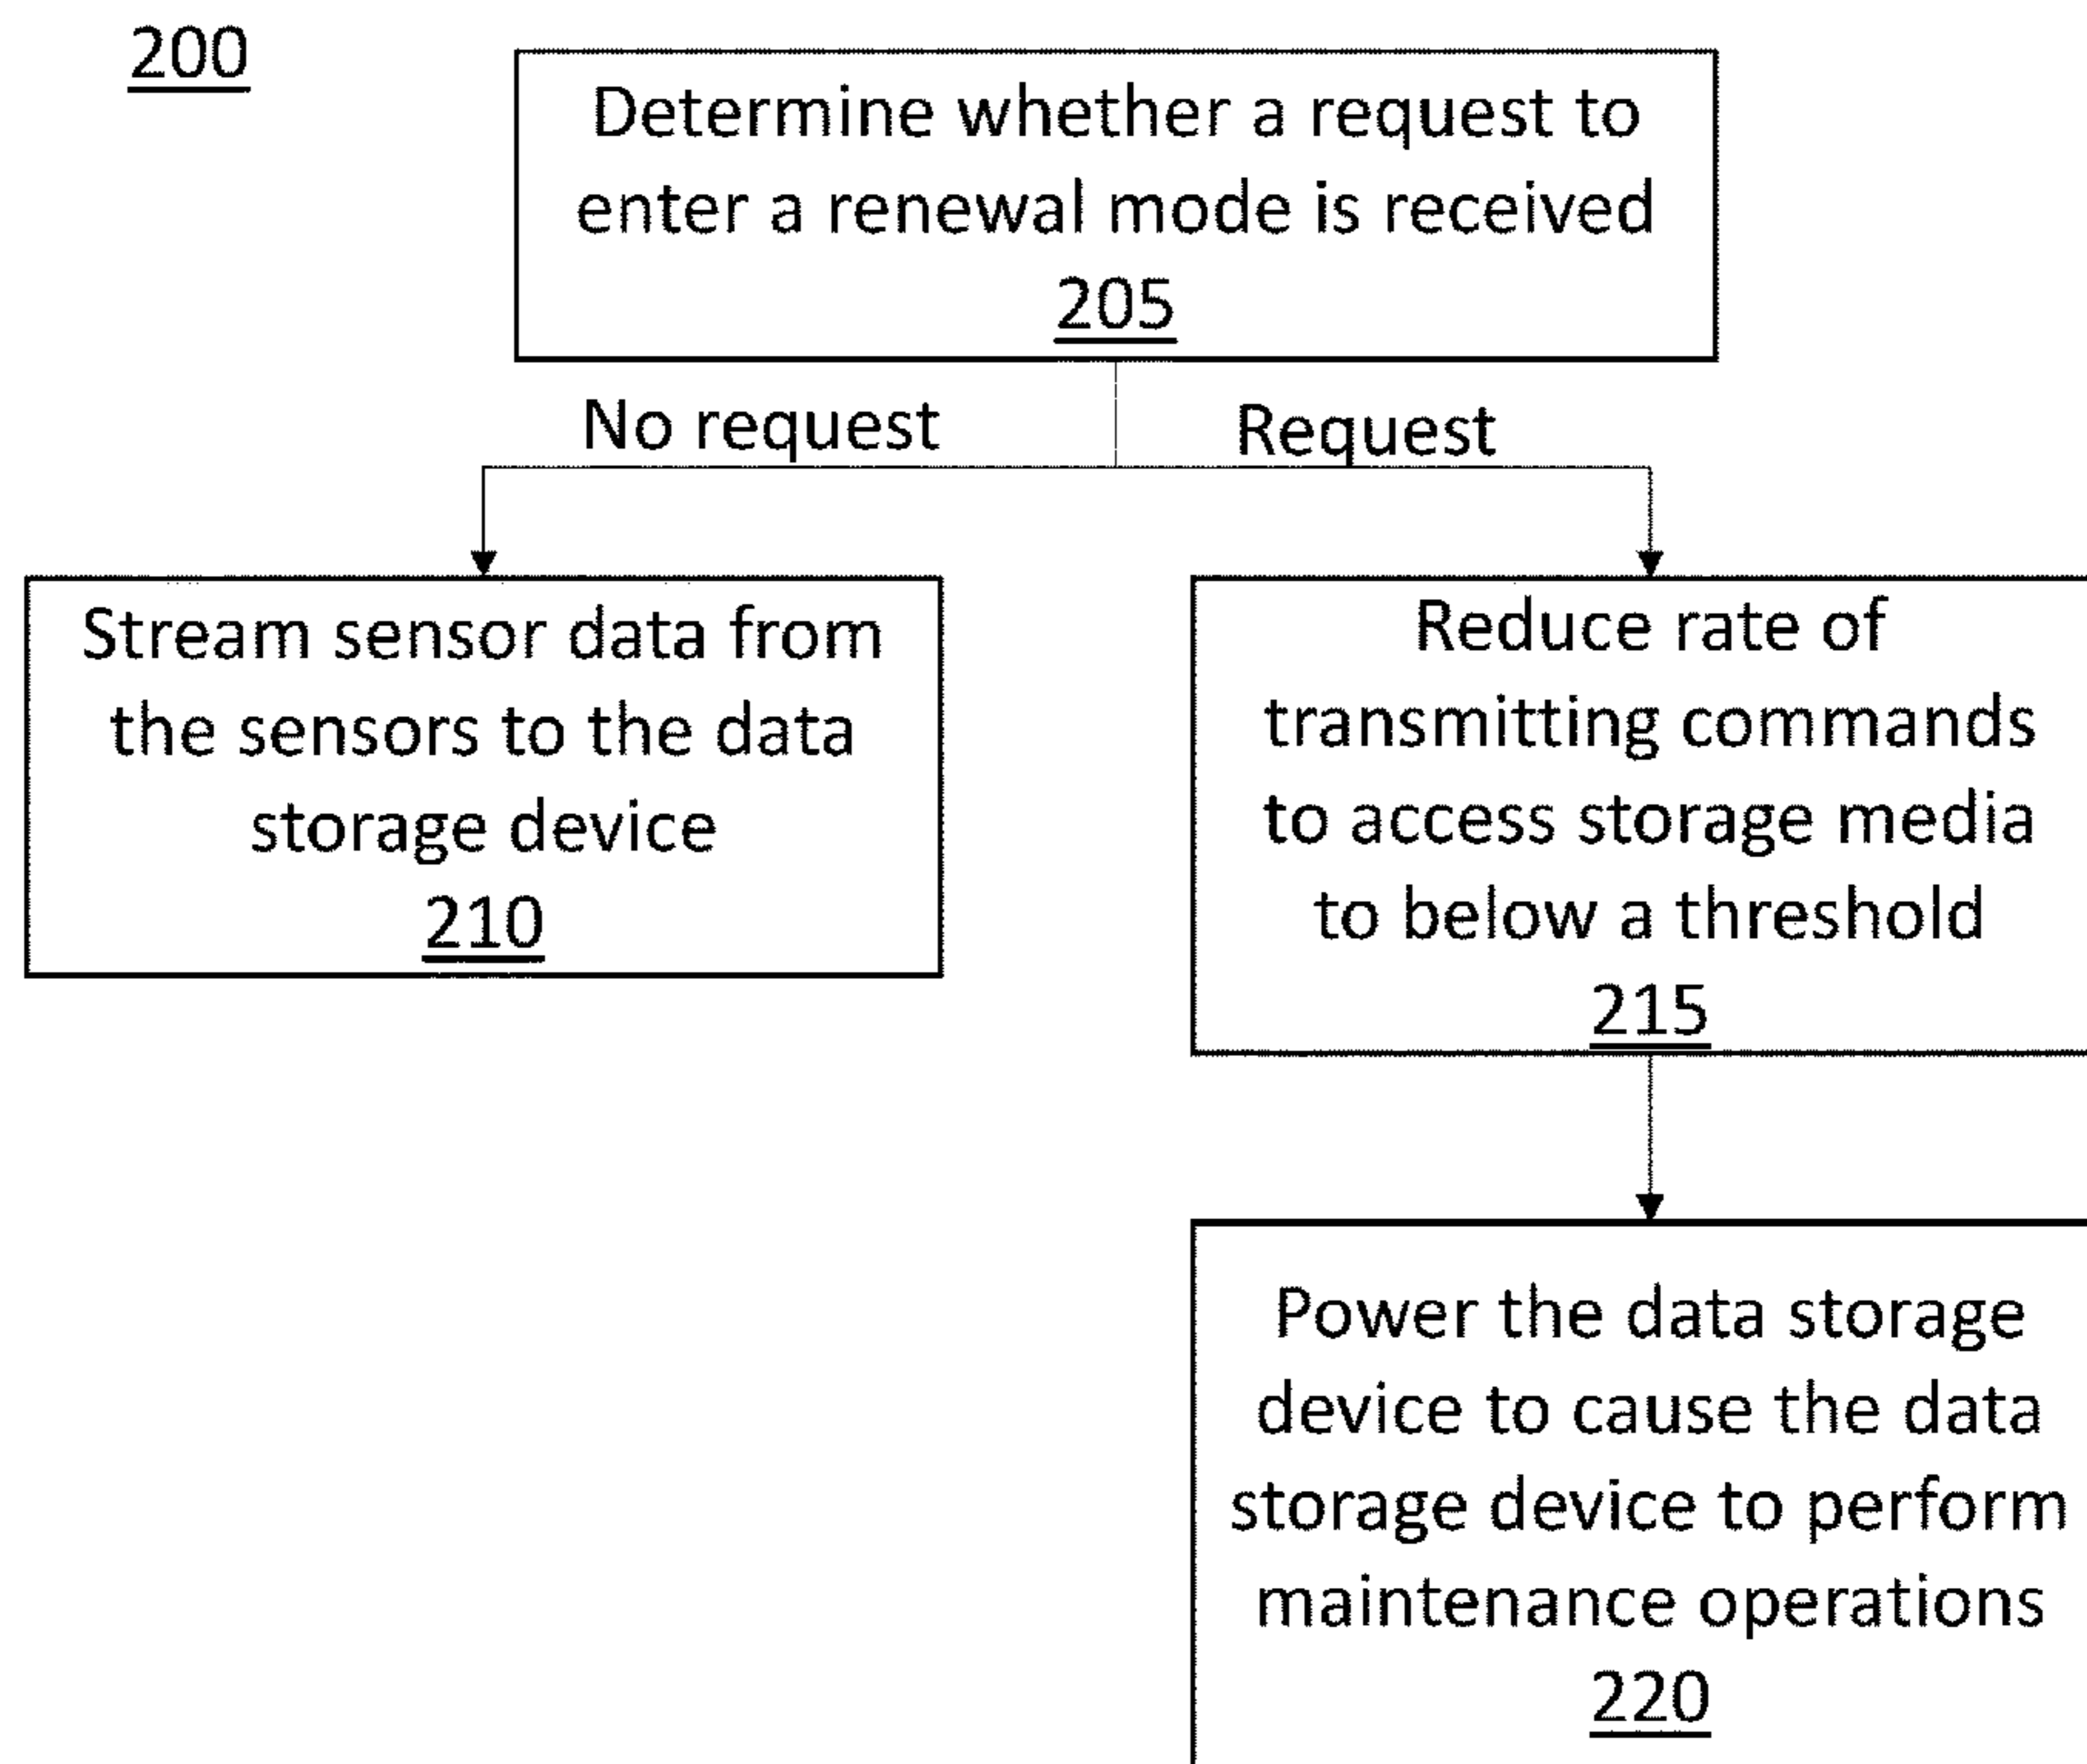 200
Determine whether a request to
enter a renewal mode is received
205
No request
Request
Stream sensor data from
the sensors to the data
storage device
210
Reduce rate of
transmitting commands
to access storage media
to below a threshold
215
Power the data storage
device to cause the data
storage device to perform
maintenance operations
220